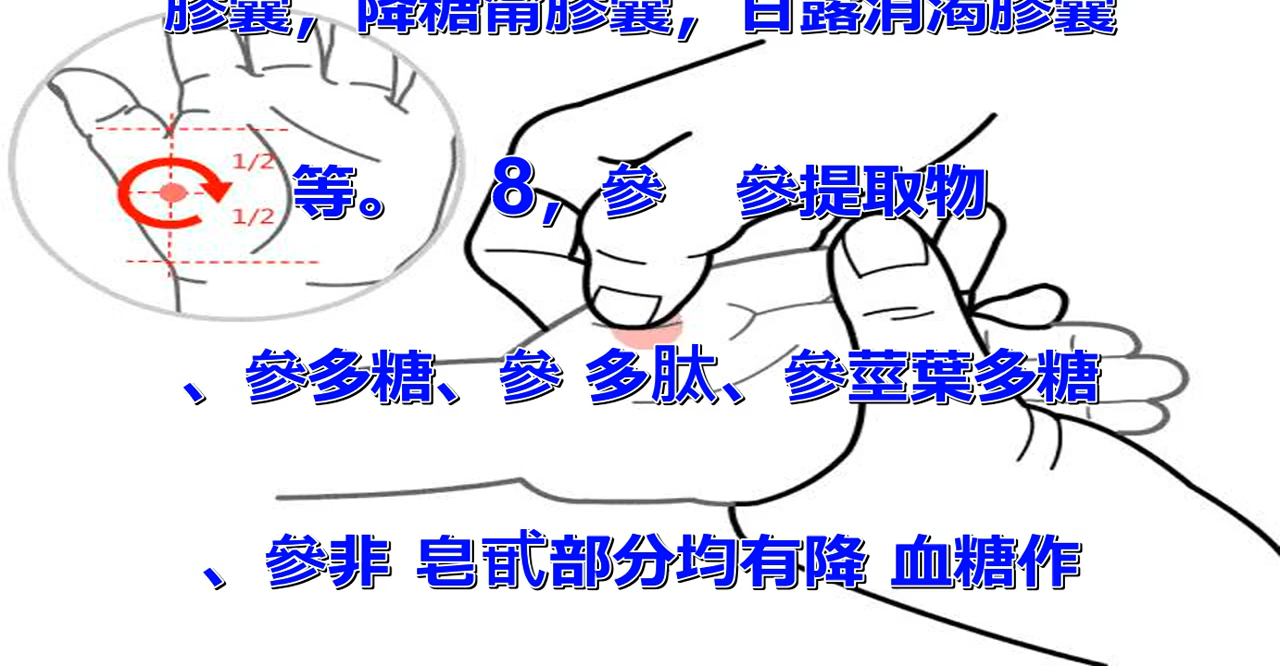 膠囊，降糖甯膠囊，甘露消渴膠囊
1/2
等。 8，參 參提取物
1/2
、參多糖、參 多肽、參莖葉多糖
、參非 皂甙部分均有降 血糖作